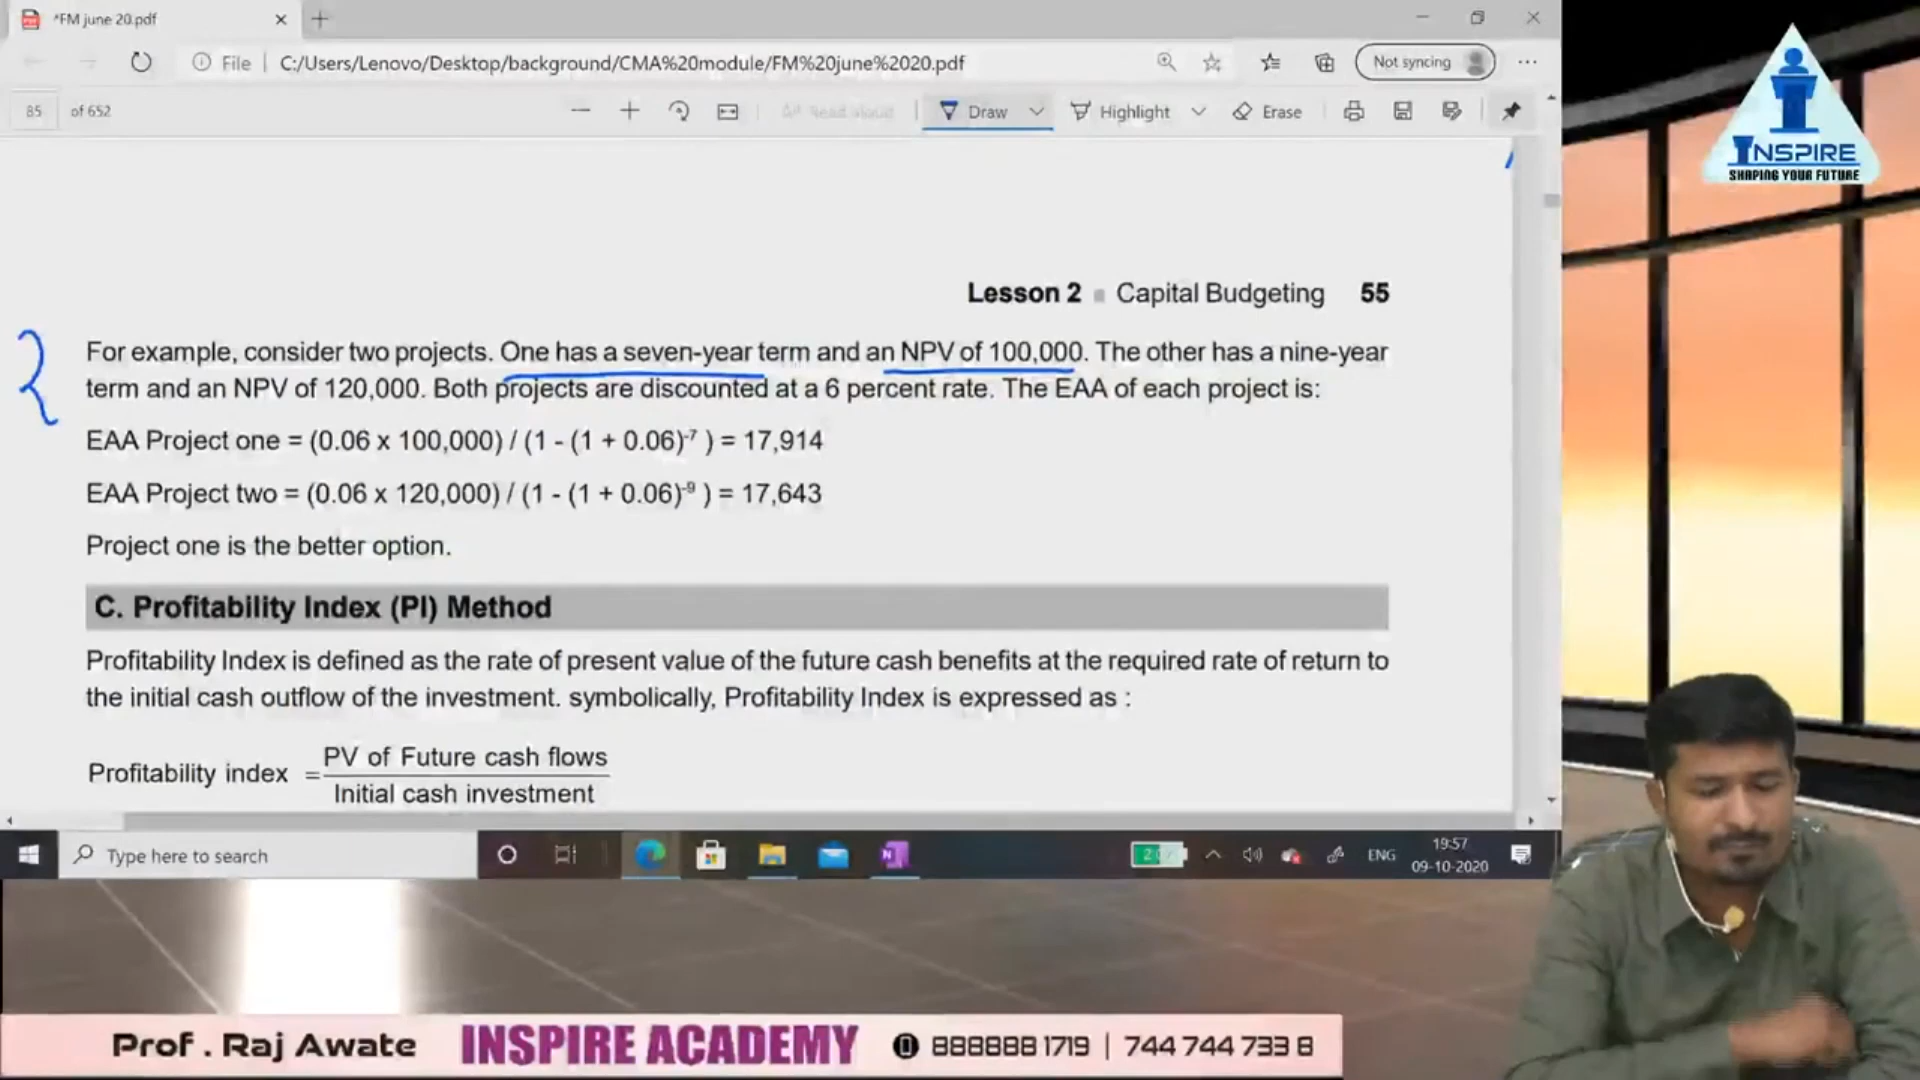 *FM june 20.pdf
File | C:/Users/Lenovo/Desktop/background/CMA%20module/FM%20june%2020.pdf
Not syncing
85 of 652
Read aloud
Draw
Highlight
Erase
INSPIRE
SHAPING YOUR FUTURE
Lesson 2 Capital Budgeting 55
For example, consider two projects. One has a seven-year term and an NPV of 100,000. The other has a nine-year
term and an NPV of 120,000. Both projects are discounted at a 6 percent rate. The EAA of each project is:
EAA Project one = (0.06 x 100,000) / (1 - (1 + 0.06)⁻⁷ ) = 17,914
EAA Project two = (0.06 x 120,000) / (1 - (1 + 0.06)⁻⁹ ) = 17,643
Project one is the better option.
C. Profitability Index (PI) Method
Profitability Index is defined as the rate of present value of the future cash benefits at the required rate of return to
the initial cash outflow of the investment. symbolically, Profitability Index is expressed as :
PV of Future cash flows
Profitability index =
Initial cash investment
Type here to search
ENG
19:57
09-10-2020
Prof . Raj Awate INSPIRE ACADEMY 888888 1719 | 744 744 733 8